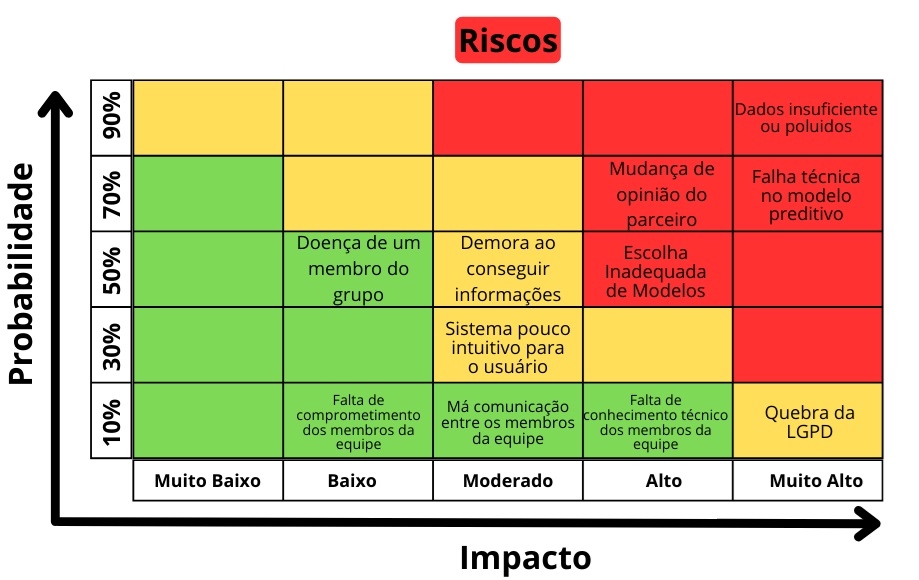 Riscos
Probabilidade
90%
Dados insuficiente
ou poluidos
70%
Mudança de
opinião do
parceiro
Falha técnica
no modelo
preditivo
50%
Doença de um
membro do
grupo
Demora ao
conseguir
informações
Escolha
Inadequada
de Modelos
30%
Sistema pouco
intuitivo para
o usuário
10%
Falta de
comprometimento
dos membros da
equipe
Má comunicação
entre os membros
da equipe
Falta de
conhecimento técnico
dos membros da
equipe
Quebra da
LGPD
Muito Baixo
Baixo
Moderado
Alto
Muito Alto
Impacto